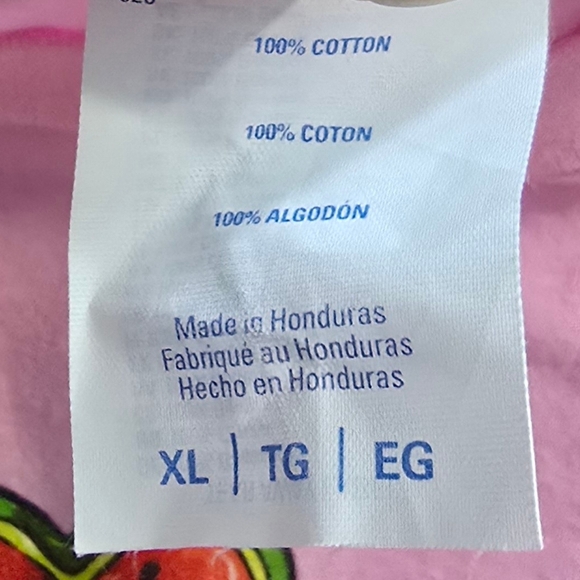 100% COTTON
100% COTON
100% ALGODÓN
Made in Honduras
Fabriqué au Honduras
Hecho en Honduras
XL | TG | EG